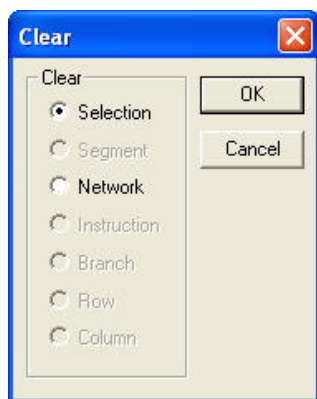 Clear
Clear
Selection
Segment
Network
Instruction
Branch
Row
Column
OK
Cancel